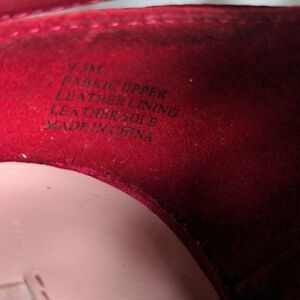 9.5M
FABRIC UPPER
LEATHER LINING
LEATHER SOLE
MADE IN CHINA